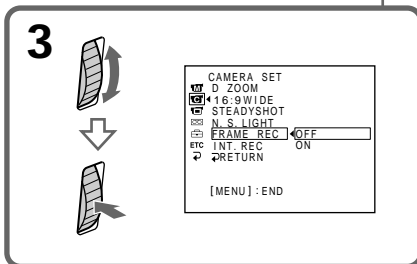 3
CAMERA SET
D ZOOM
16:9WIDE
STEADYSHOT
N. S. LIGHT
FRAME REC OFF
ETC INT. REC ON
RETURN
[MENU] : END